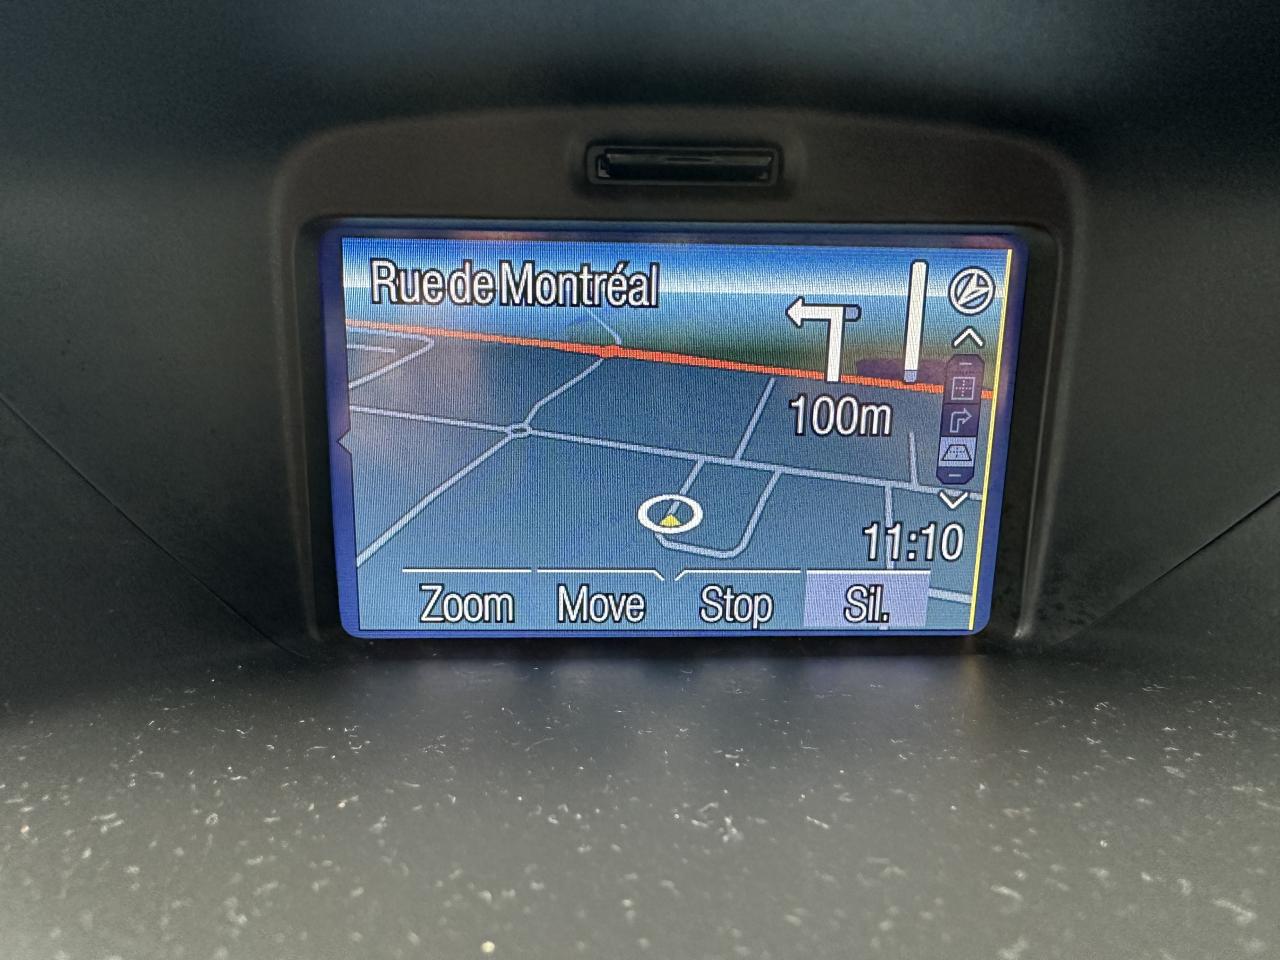 Rue de Montréal
100m
11:10
Zoom Move Stop Sil.